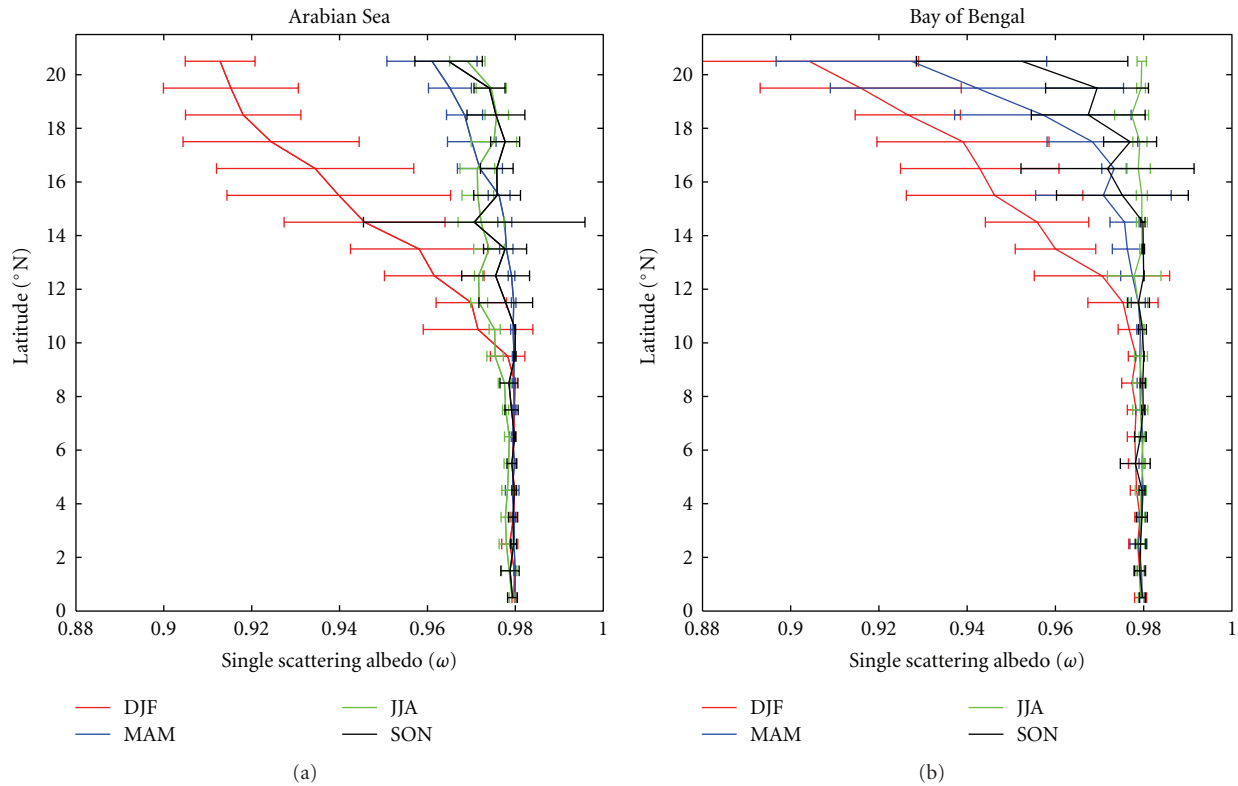 Arabian Sea
20
18
16
14
12
10
8
6
4
2
0
Latitude (°N)
0.88 0.9 0.92 0.94 0.96 0.98 1
Single scattering albedo (ω)
DJF
MAM
JJA
SON
(a)
Bay of Bengal
20
18
16
14
12
10
8
6
4
2
0
Latitude (°N)
0.88 0.9 0.92 0.94 0.96 0.98 1
Single scattering albedo (ω)
DJF
MAM
JJA
SON
(b)